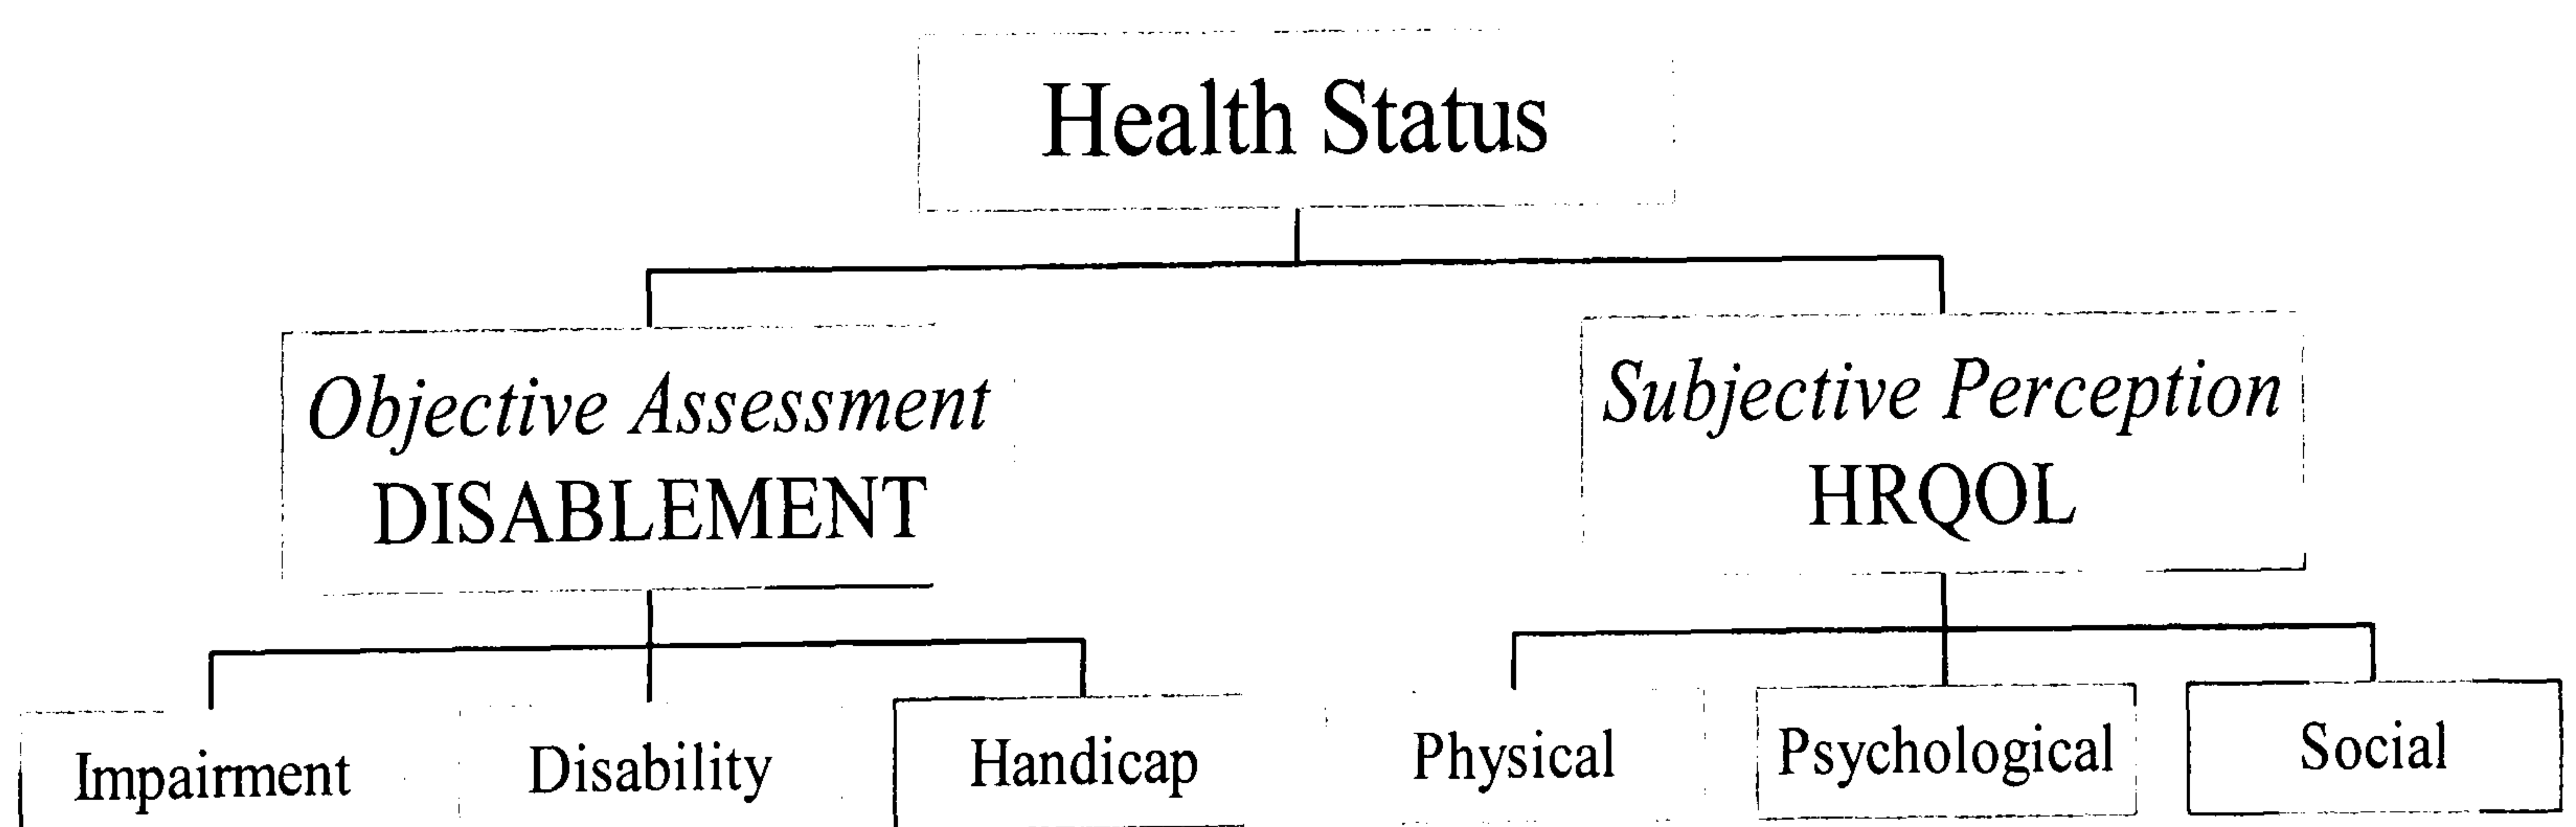 Health Status
Objective Assessment
DISABLEMENT
Subjective Perception
HRQOL
Impairment
Disability
Handicap
Physical
Psychological
Social